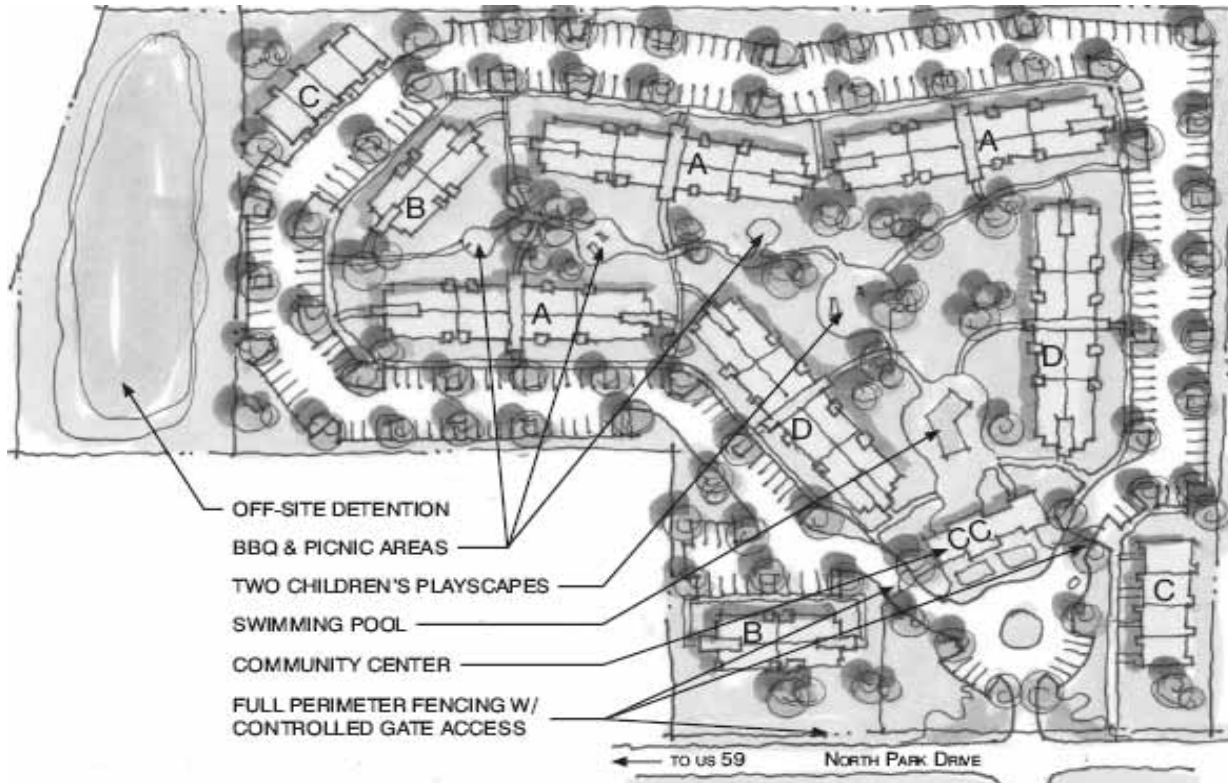 C
A
A
B
A
D
D
CC
C
B
OFF-SITE DETENTION
BBQ & PICNIC AREAS
TWO CHILDREN'S PLAYSCAPES
SWIMMING POOL
COMMUNITY CENTER
FULL PERIMETER FENCING W/
CONTROLLED GATE ACCESS
TO US 59
NORTH PARK DRIVE